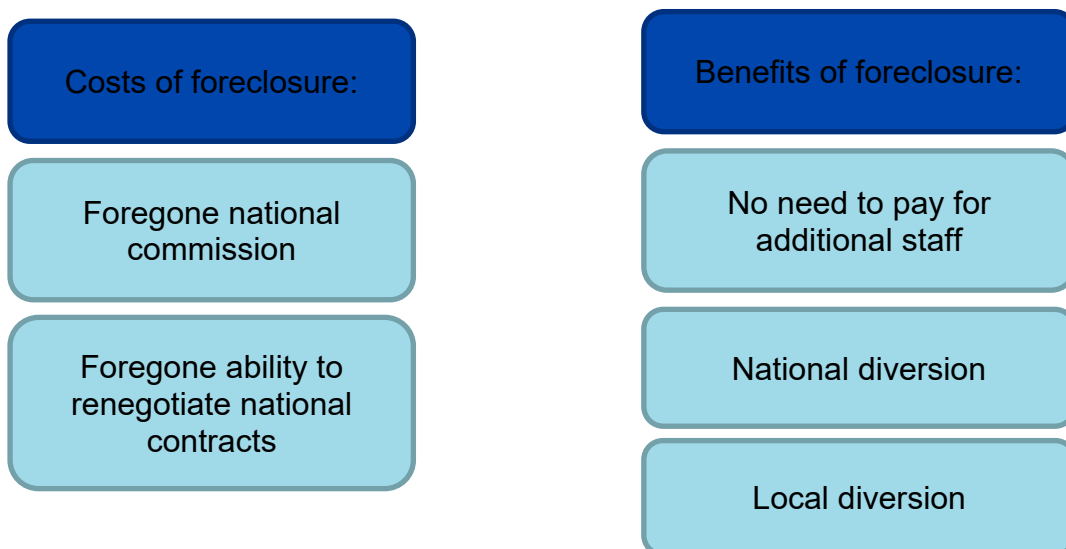 Costs of foreclosure:
Foregone national
commission
Foregone ability to
renegotiate national
contracts
Benefits of foreclosure:
No need to pay for
additional staff
National diversion
Local diversion